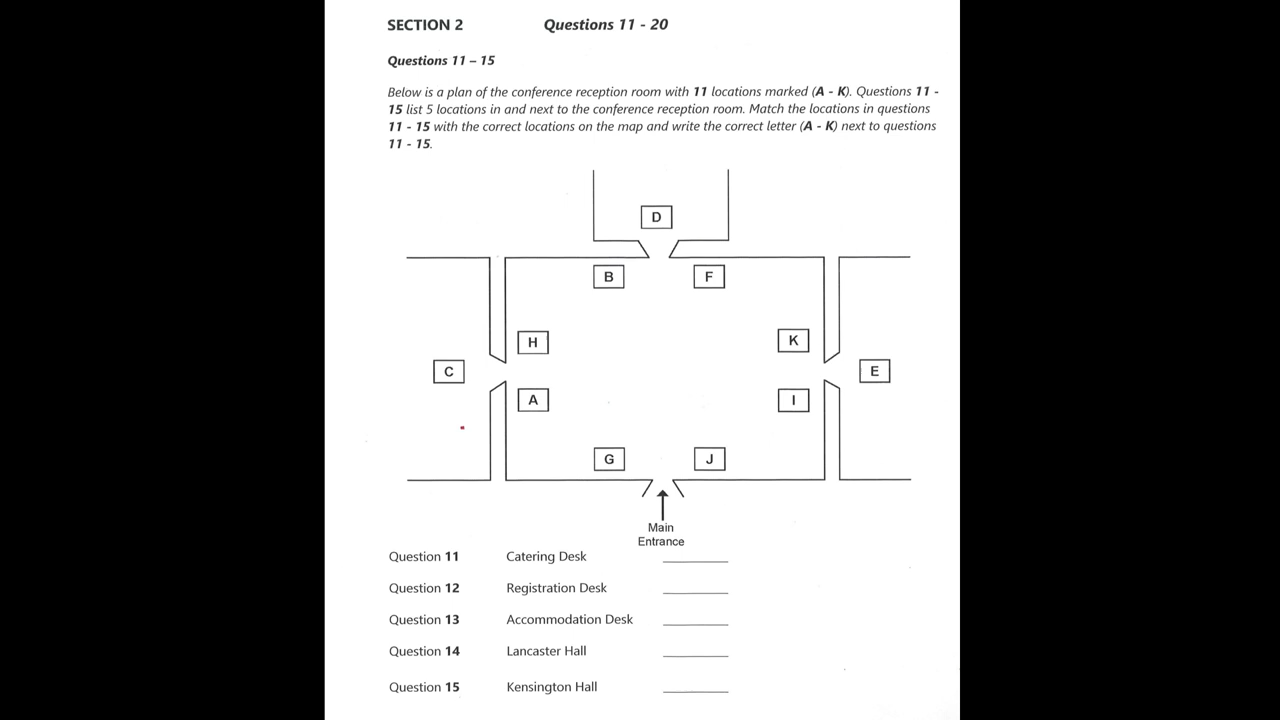 SECTION 2 Questions 11 - 20
Questions 11 – 15
Below is a plan of the conference reception room with 11 locations marked (A - K). Questions 11 -
15 list 5 locations in and next to the conference reception room. Match the locations in questions
11 - 15 with the correct locations on the map and write the correct letter (A - K) next to questions
11 - 15.
D
B F
H K
C E
A I
G J
Main
Entrance
Question 11 Catering Desk
Question 12 Registration Desk
Question 13 Accommodation Desk
Question 14 Lancaster Hall
Question 15 Kensington Hall